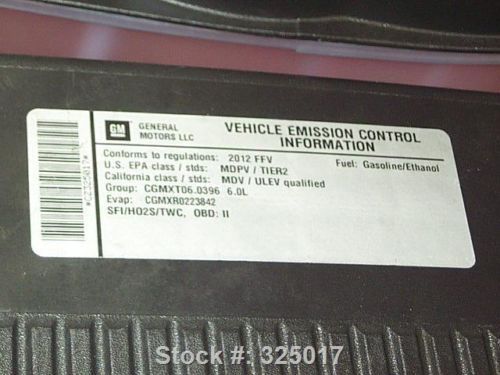 GM
GENERAL MOTORS LLC
VEHICLE EMISSION CONTROL
INFORMATION
Conforms to regulations: 2012 FFV
Fuel: Gasoline/Ethanol
U.S. EPA class / stds: MDPV / TIER2
California class / stds: MDV / ULEV qualified
Group: CGMXT06.0396 6.0L
Evap: CGMXR0223842
SFI/HO2S/TWC, OBD: II
Stock #: 325017